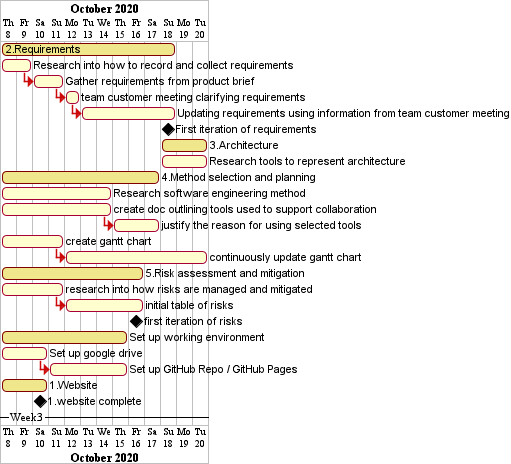 October 2020
Th Fr Sa Su Mo Tu We Th Fr Sa Su Mo Tu
8 9 10 11 12 13 14 15 16 17 18 19 20
2.Requirements
Research into how to record and collect requirements
Gather requirements from product brief
team customer meeting clarifying requirements
Updating requirements using information from team customer meeting
First iteration of requirements
3.Architecture
Research tools to represent architecture
4.Method selection and planning
Research software engineering method
create doc outlining tools used to support collaboration
justify the reason for using selected tools
create gantt chart
continuously update gantt chart
5.Risk assessment and mitigation
research into how risks are managed and mitigated
initial table of risks
first iteration of risks
Set up working environment
Set up google drive
Set up GitHub Repo / GitHub Pages
1.Website
1.website complete
Week3
Th Fr Sa Su Mo Tu We Th Fr Sa Su Mo Tu
8 9 10 11 12 13 14 15 16 17 18 19 20
October 2020